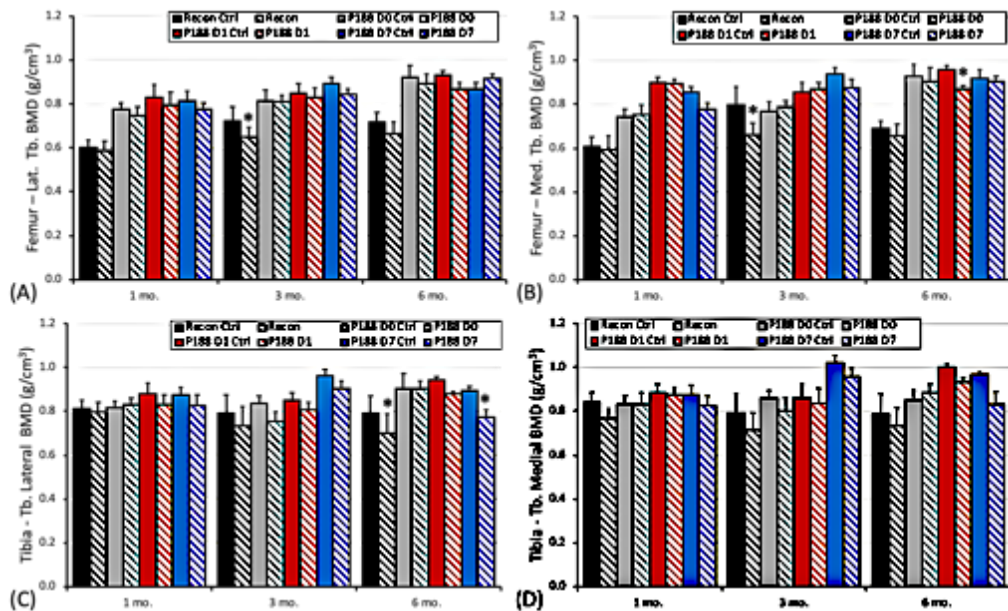 Recon Ctrl Recon P188 D0 Ctrl P188 D0
P188 D1 Ctrl P188 D1 P188 D7 Ctrl P188 D7
Femur – Lat. Tb. BMD (g/cm³)
1.2
1.0
0.8
0.6
0.4
0.2
0.0
*
1 mo. 3 mo. 6 mo.
(A)
Recon Ctrl Recon P188 D0 Ctrl P188 D0
P188 D1 Ctrl P188 D1 P188 D7 Ctrl P188 D7
Femur – Med. Tb. BMD (g/cm³)
1.2
1.0
0.8
0.6
0.4
0.2
0.0
* *
1 mo. 3 mo. 6 mo.
(B)
Recon Ctrl Recon P188 D0 Ctrl P188 D0
P188 D1 Ctrl P188 D1 P188 D7 Ctrl P188 D7
Tibia - Tb. Lateral BMD (g/cm³)
1.2
1.0
0.8
0.6
0.4
0.2
0.0
* *
1 mo. 3 mo. 6 mo.
(C)
Recon Ctrl Recon P188 D0 Ctrl P188 D0
P188 D1 Ctrl P188 D1 P188 D7 Ctrl P188 D7
Tibia - Tb. Medial BMD (g/cm³)
1.2
1.0
0.8
0.6
0.4
0.2
0.0
1 mo. 3 mo. 6 mo.
(D)